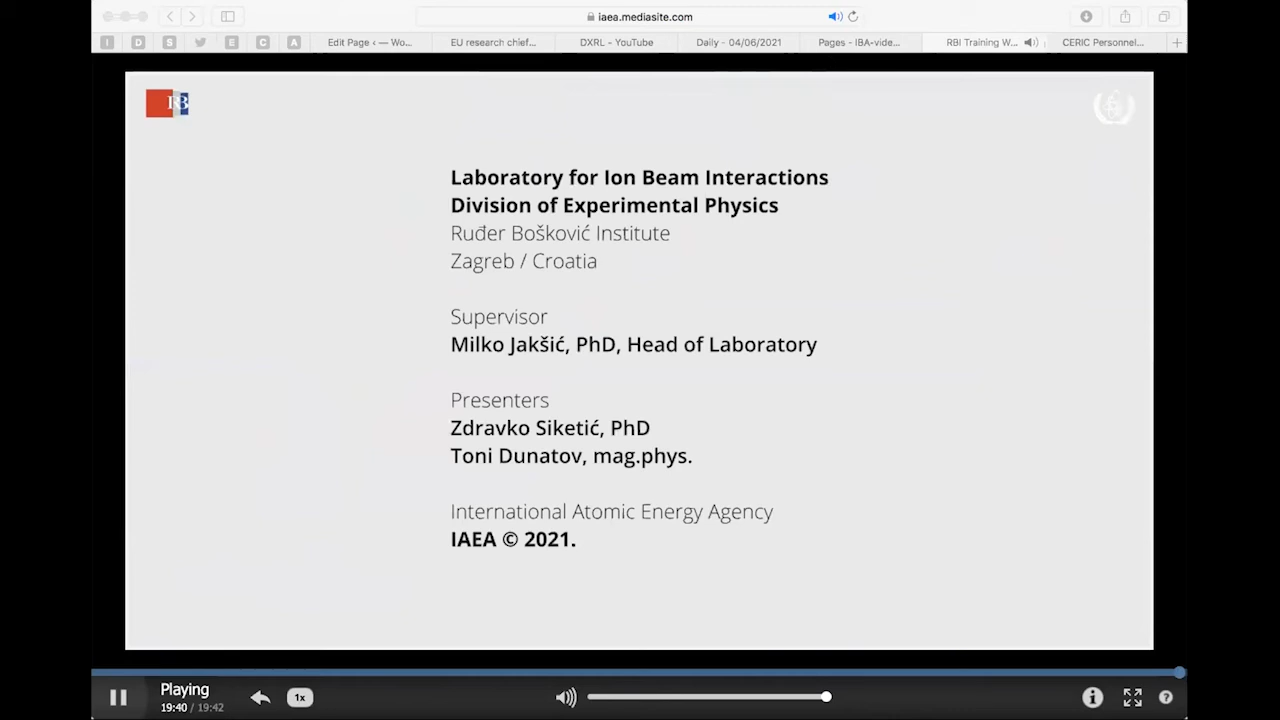 iaea.mediasite.com
I D S E C A Edit Page ‹ — Wo... EU research chief... DXRL - YouTube Daily - 04/06/2021 Pages - IBA-vide... RBI Training W... CERIC Personnel...
Laboratory for Ion Beam Interactions
Division of Experimental Physics
Ruđer Bošković Institute
Zagreb / Croatia
Supervisor
Milko Jakšić, PhD, Head of Laboratory
Presenters
Zdravko Siketić, PhD
Toni Dunatov, mag.phys.
International Atomic Energy Agency
IAEA © 2021.
Playing
19:40 / 19:42
1x